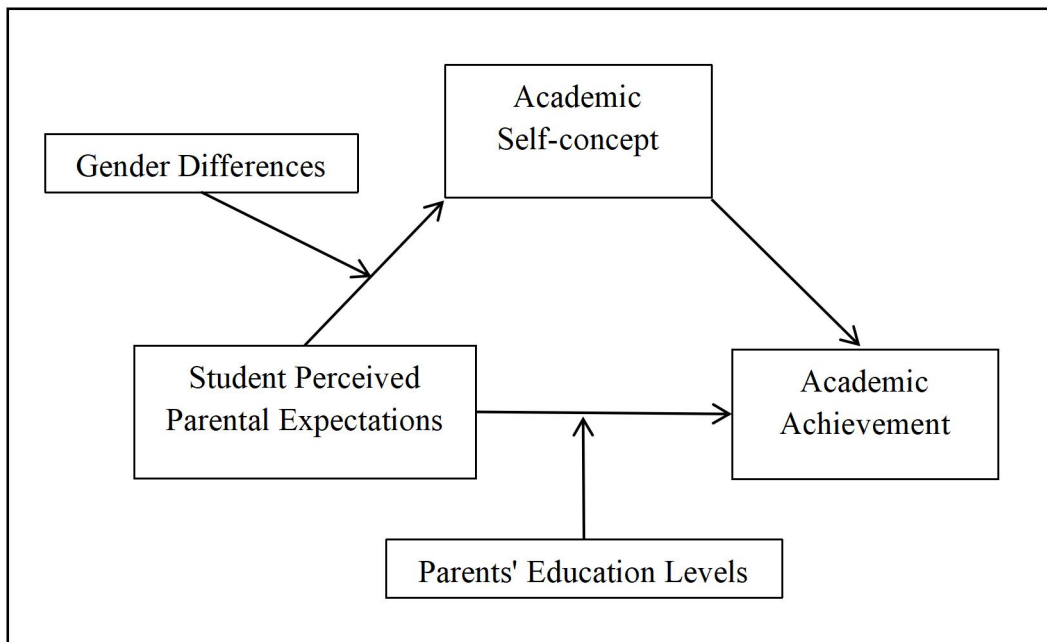 Academic
Self-concept
Gender Differences
Student Perceived
Parental Expectations
Academic
Achievement
Parents' Education Levels